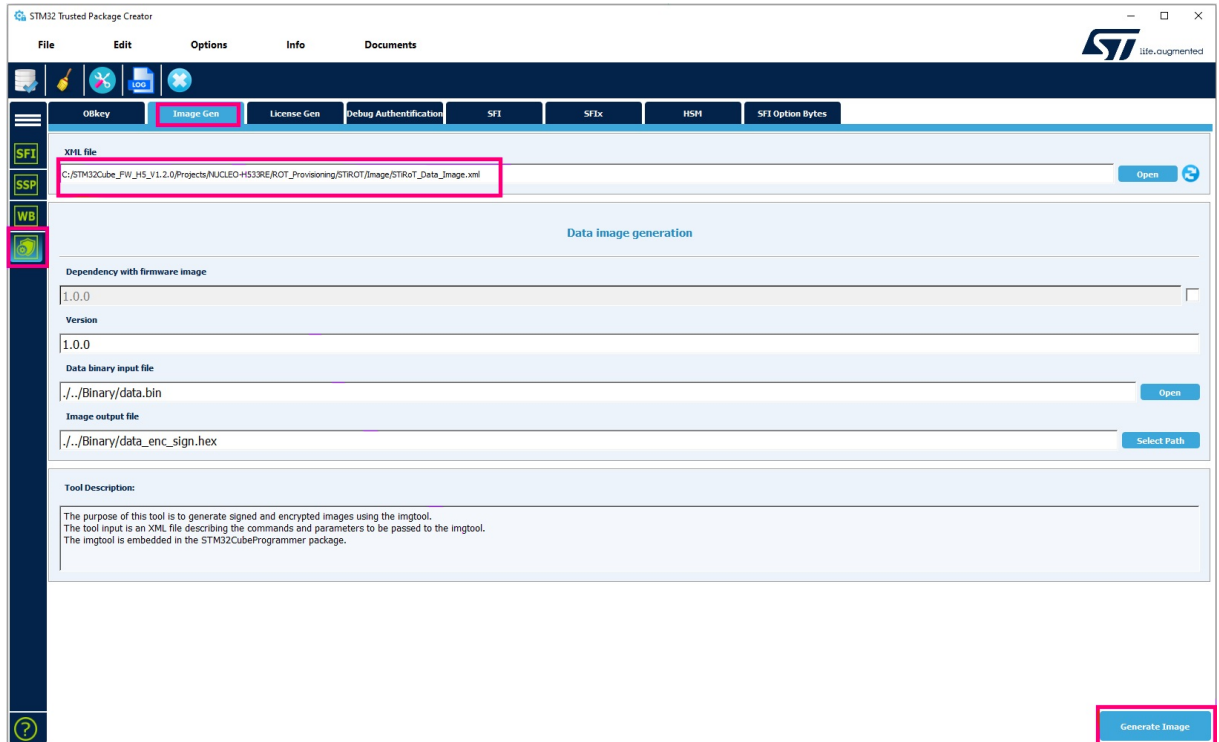 STM32 Trusted Package Creator
File Edit Options Info Documents
ST life.augmented
LOG
OBkey Image Gen License Gen Debug Authentification SFI SFIx HSM SFI Option Bytes
SFI
SSP
WB
XML file
C:/STM32Cube_FW_H5_V1.2.0/Projects/NUCLEO-H533RE/ROT_Provisioning/STiROT/Image/STiRoT_Data_Image.xml
Open
Data image generation
Dependency with firmware image
1.0.0
Version
1.0.0
Data binary input file
./../Binary/data.bin
Open
Image output file
./../Binary/data_enc_sign.hex
Select Path
Tool Description:
The purpose of this tool is to generate signed and encrypted images using the imgtool.
The tool input is an XML file describing the commands and parameters to be passed to the imgtool.
The imgtool is embedded in the STM32CubeProgrammer package.
?
Generate Image